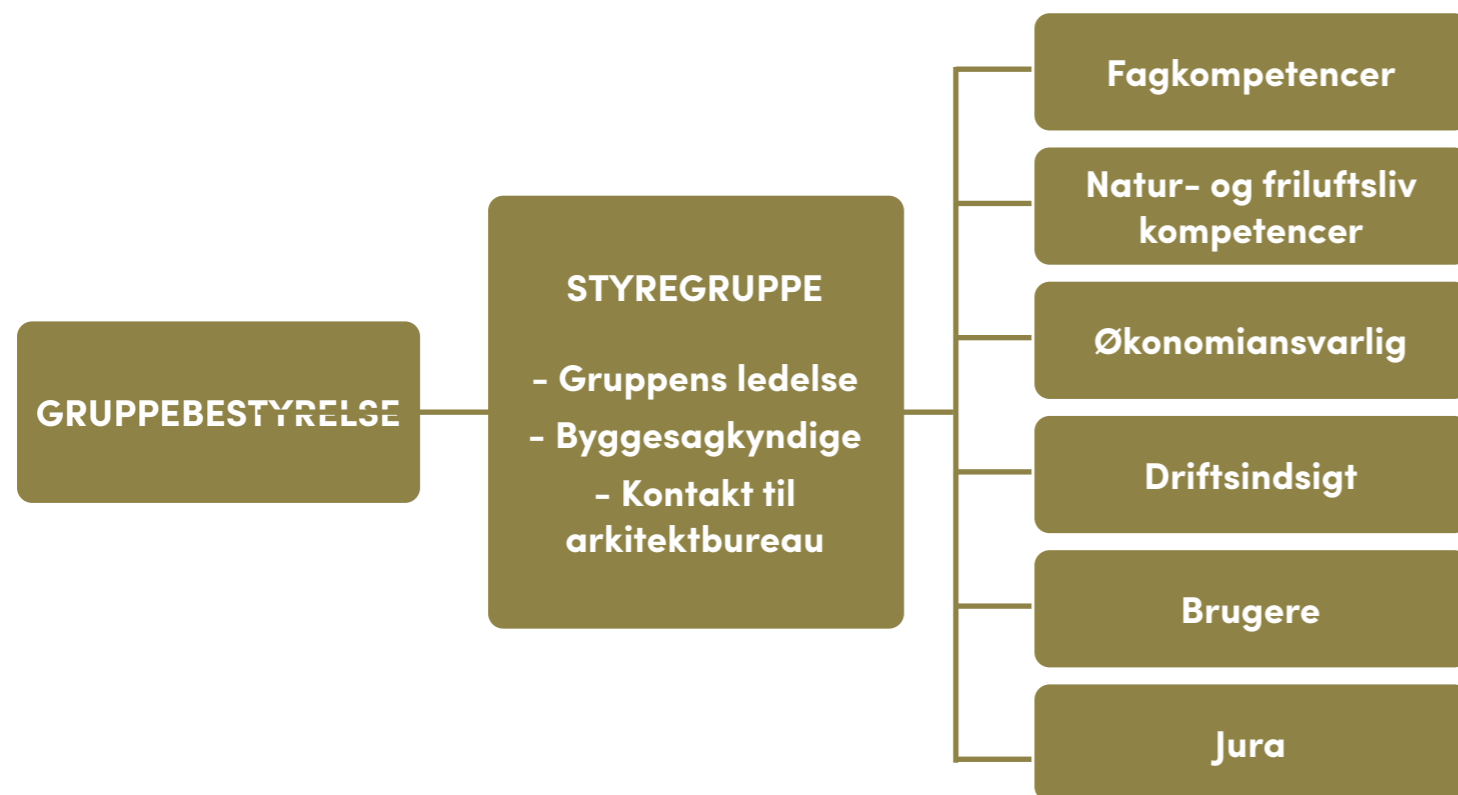 GRUPPEBESTYRELSE
STYREGRUPPE
- Gruppens ledelse
- Byggesagkyndige
- Kontakt til
arkitektbureau
Fagkompetencer
Natur- og friluftsliv
kompetencer
Økonomiansvarlig
Driftsindsigt
Brugere
Jura